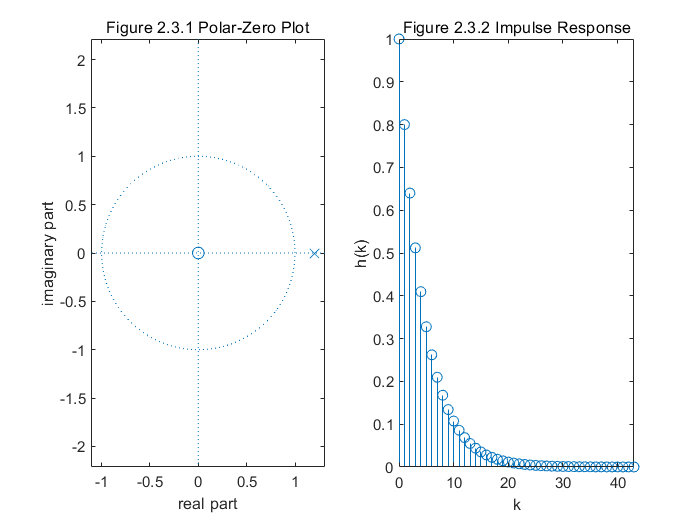 Figure 2.3.1 Polar-Zero Plot
2
1.5
1
0.5
0
-0.5
-1
-1.5
-2
imaginary part
-1 -0.5 0 0.5 1
real part
Figure 2.3.2 Impulse Response
1
0.9
0.8
0.7
0.6
0.5
0.4
0.3
0.2
0.1
0
h(k)
0 10 20 30 40
k